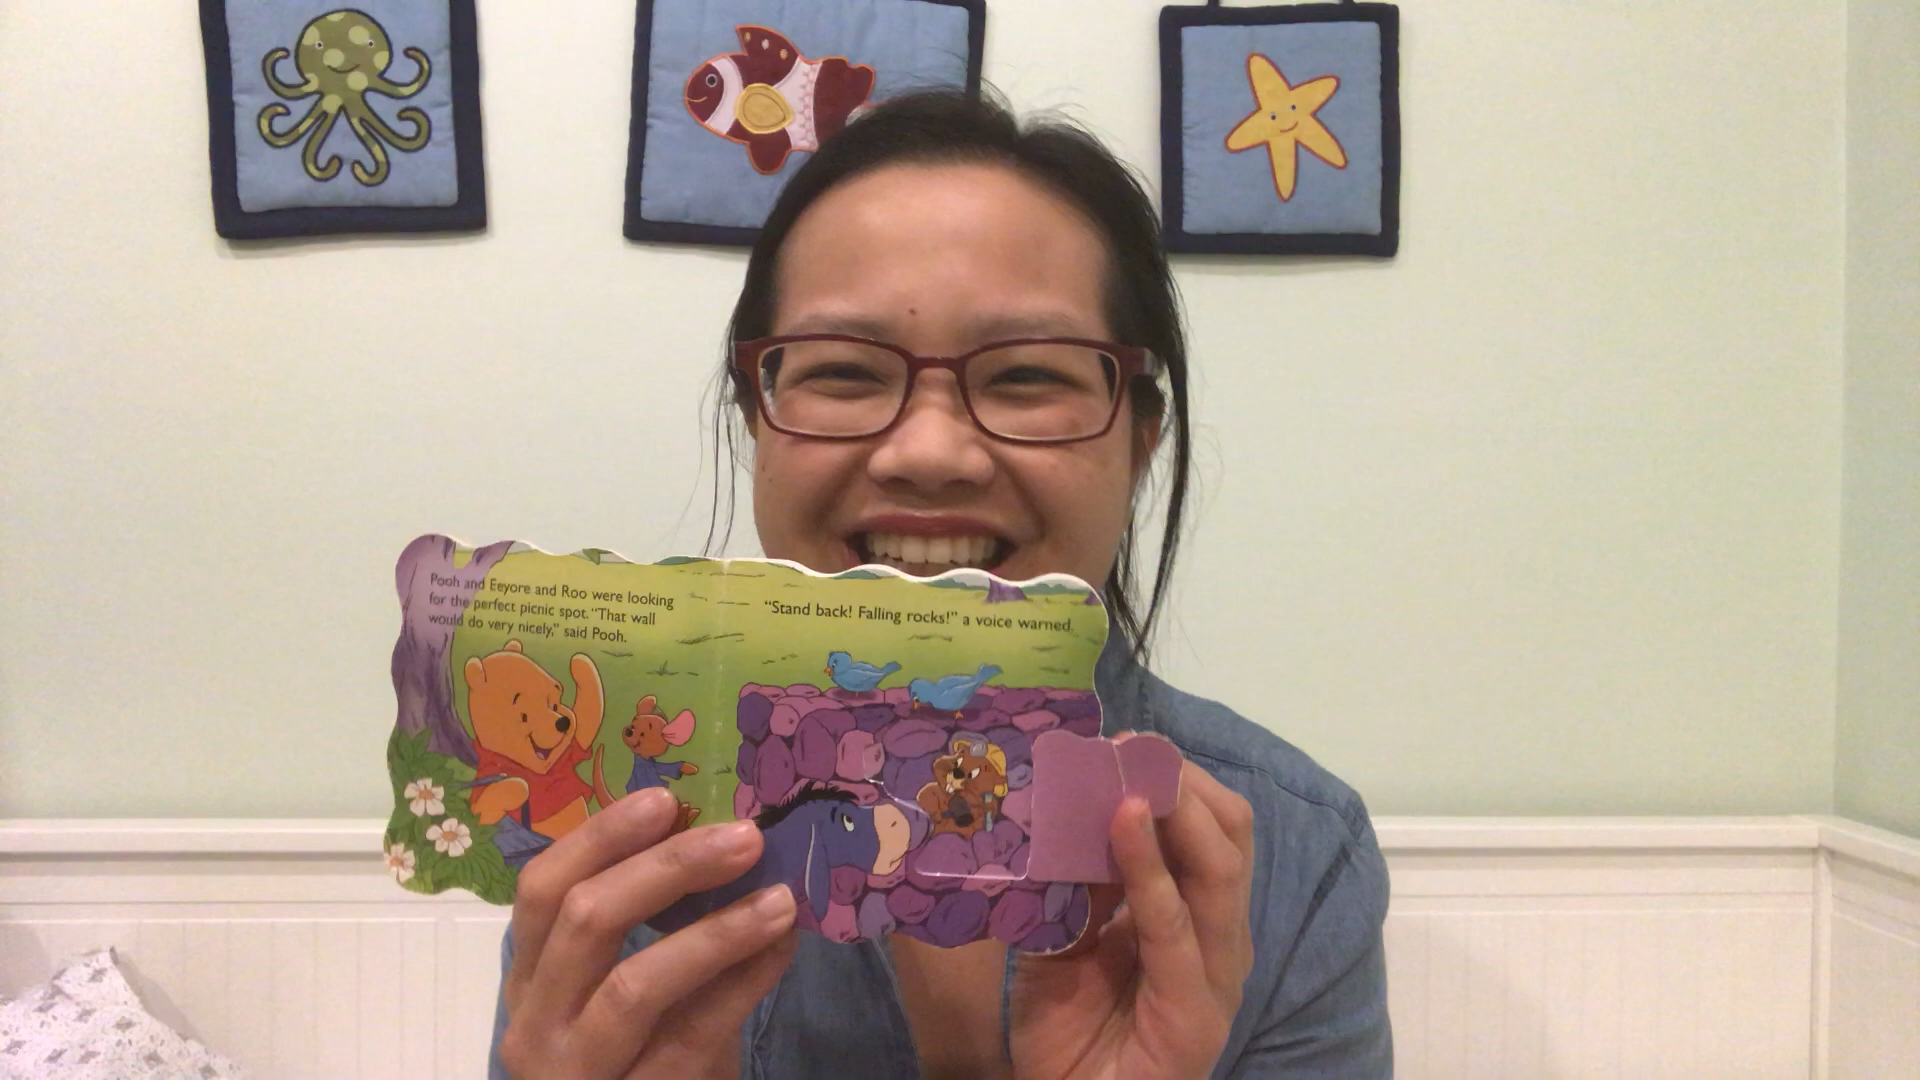 Pooh and Eeyore and Roo were looking
for the perfect picnic spot. "That wall
would do very nicely," said Pooh.
"Stand back! Falling rocks!" a voice warned.